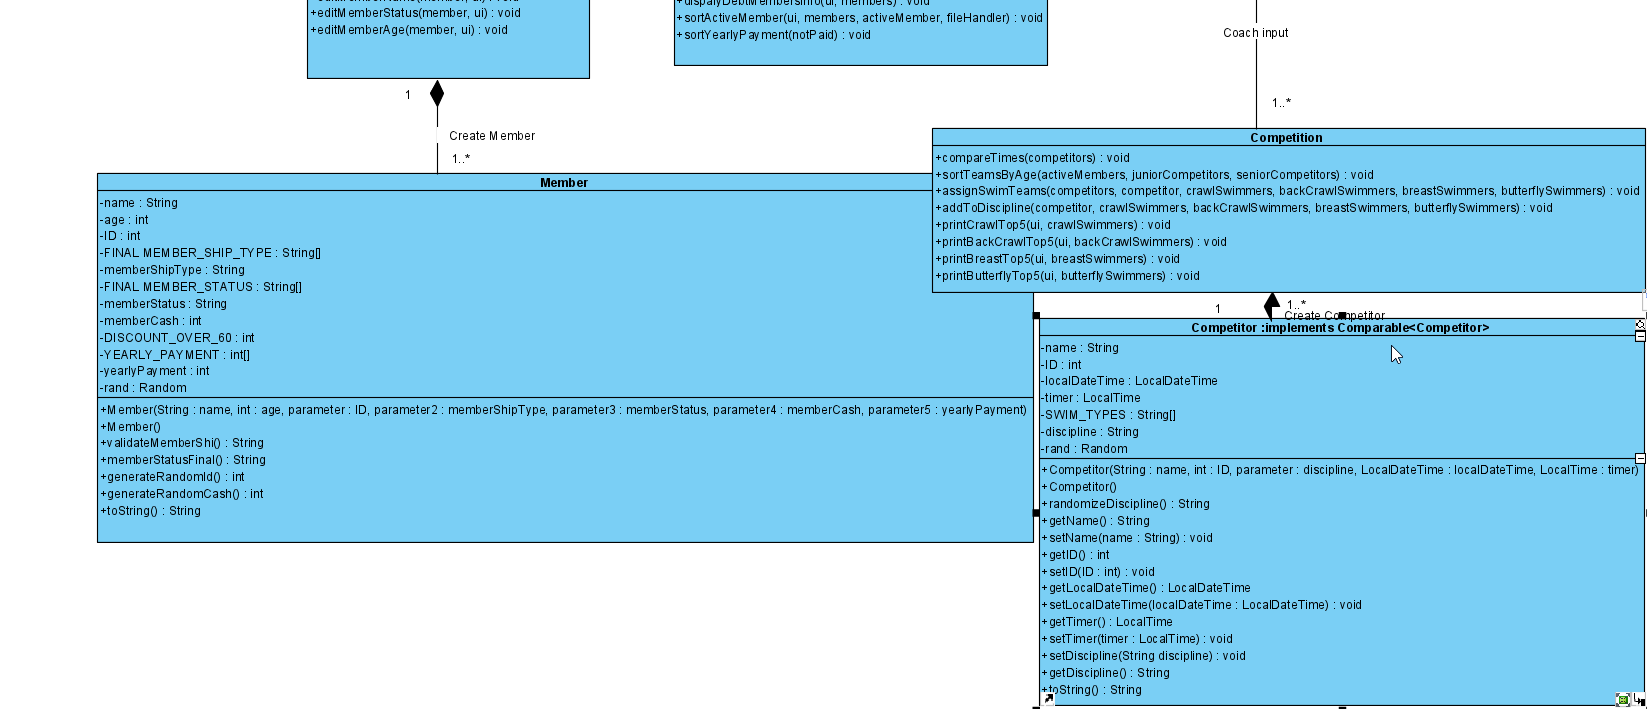 +editMemberStatus(member, ui) : void
+editMemberAge(member, ui) : void
1
Create Member
1..*
+dispalyDebtMembersInfo(ui, members) : void
+sortActiveMember(ui, members, activeMember, fileHandler) : void
+sortYearlyPayment(notPaid) : void
Coach input
1..*
Member
-name : String
-age : int
-ID : int
-FINAL MEMBER_SHIP_TYPE : String[]
-memberShipType : String
-FINAL MEMBER_STATUS : String[]
-memberStatus : String
-memberCash : int
-DISCOUNT_OVER_60 : int
-YEARLY_PAYMENT : int[]
-yearlyPayment : int
-rand : Random
+Member(String : name, int : age, parameter : ID, parameter2 : memberShipType, parameter3 : memberStatus, parameter4 : memberCash, parameter5 : yearlyPayment)
+Member()
+validateMemberShi() : String
+memberStatusFinal() : String
+generateRandomId() : int
+generateRandomCash() : int
+toString() : String
Competition
+compareTimes(competitors) : void
+sortTeamsByAge(activeMembers, juniorCompetitors, seniorCompetitors) : void
+assignSwimTeams(competitors, competitor, crawlSwimmers, backCrawlSwimmers, breastSwimmers, butterflySwimmers) : void
+addToDiscipline(competitor, crawlSwimmers, backCrawlSwimmers, breastSwimmers, butterflySwimmers) : void
+printCrawlTop5(ui, crawlSwimmers) : void
+printBackCrawlTop5(ui, backCrawlSwimmers) : void
+printBreastTop5(ui, breastSwimmers) : void
+printButterflyTop5(ui, butterflySwimmers) : void
1
1..*
Create Competitor
Competitor :implements Comparable<Competitor>
-name : String
-ID : int
-localDateTime : LocalDateTime
-timer : LocalTime
-SWIM_TYPES : String[]
-discipline : String
-rand : Random
+Competitor(String : name, int : ID, parameter : discipline, LocalDateTime : localDateTime, LocalTime : timer)
+Competitor()
+randomizeDiscipline() : String
+getName() : String
+setName(name : String) : void
+getID() : int
+setID(ID : int) : void
+getLocalDateTime() : LocalDateTime
+setLocalDateTime(localDateTime : LocalDateTime) : void
+getTimer() : LocalTime
+setTimer(timer : LocalTime) : void
+setDiscipline(String discipline) : void
+getDiscipline() : String
+toString() : String